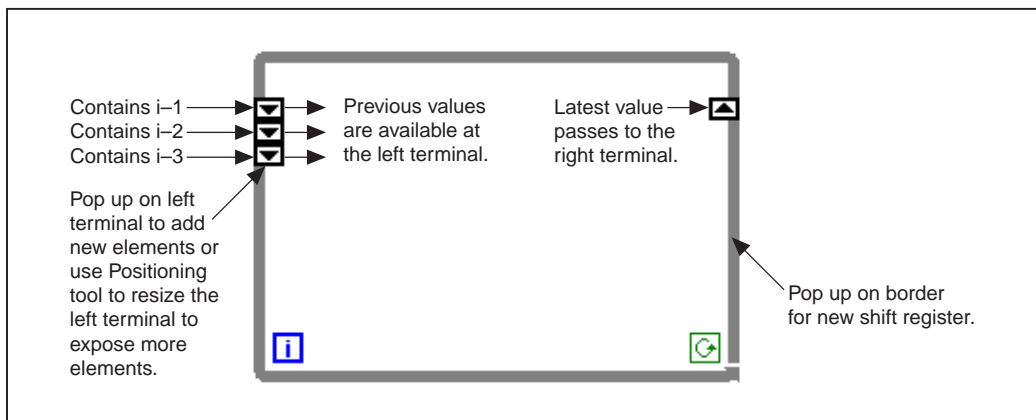 Contains i–1
Contains i–2
Contains i–3
Previous values
are available at
the left terminal.
Latest value
passes to the
right terminal.
Pop up on left
terminal to add
new elements or
use Positioning
tool to resize the
left terminal to
expose more
elements.
Pop up on border
for new shift register.
i